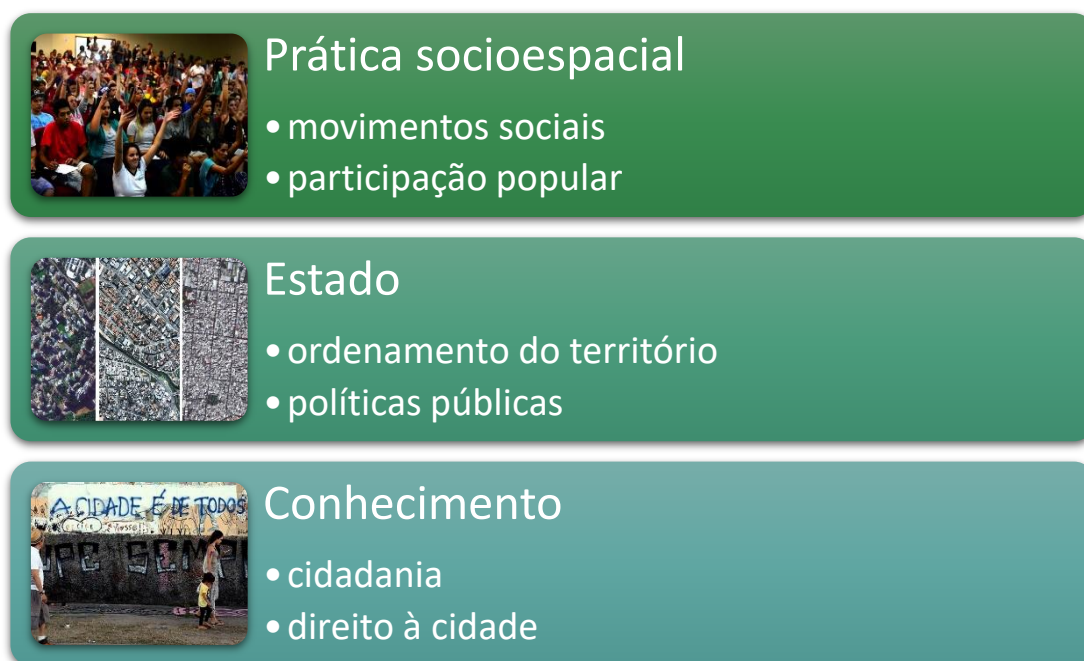 Prática socioespacial
• movimentos sociais
• participação popular
Estado
• ordenamento do território
• políticas públicas
A CIDADE É DE TODOS
Conhecimento
• cidadania
• direito à cidade